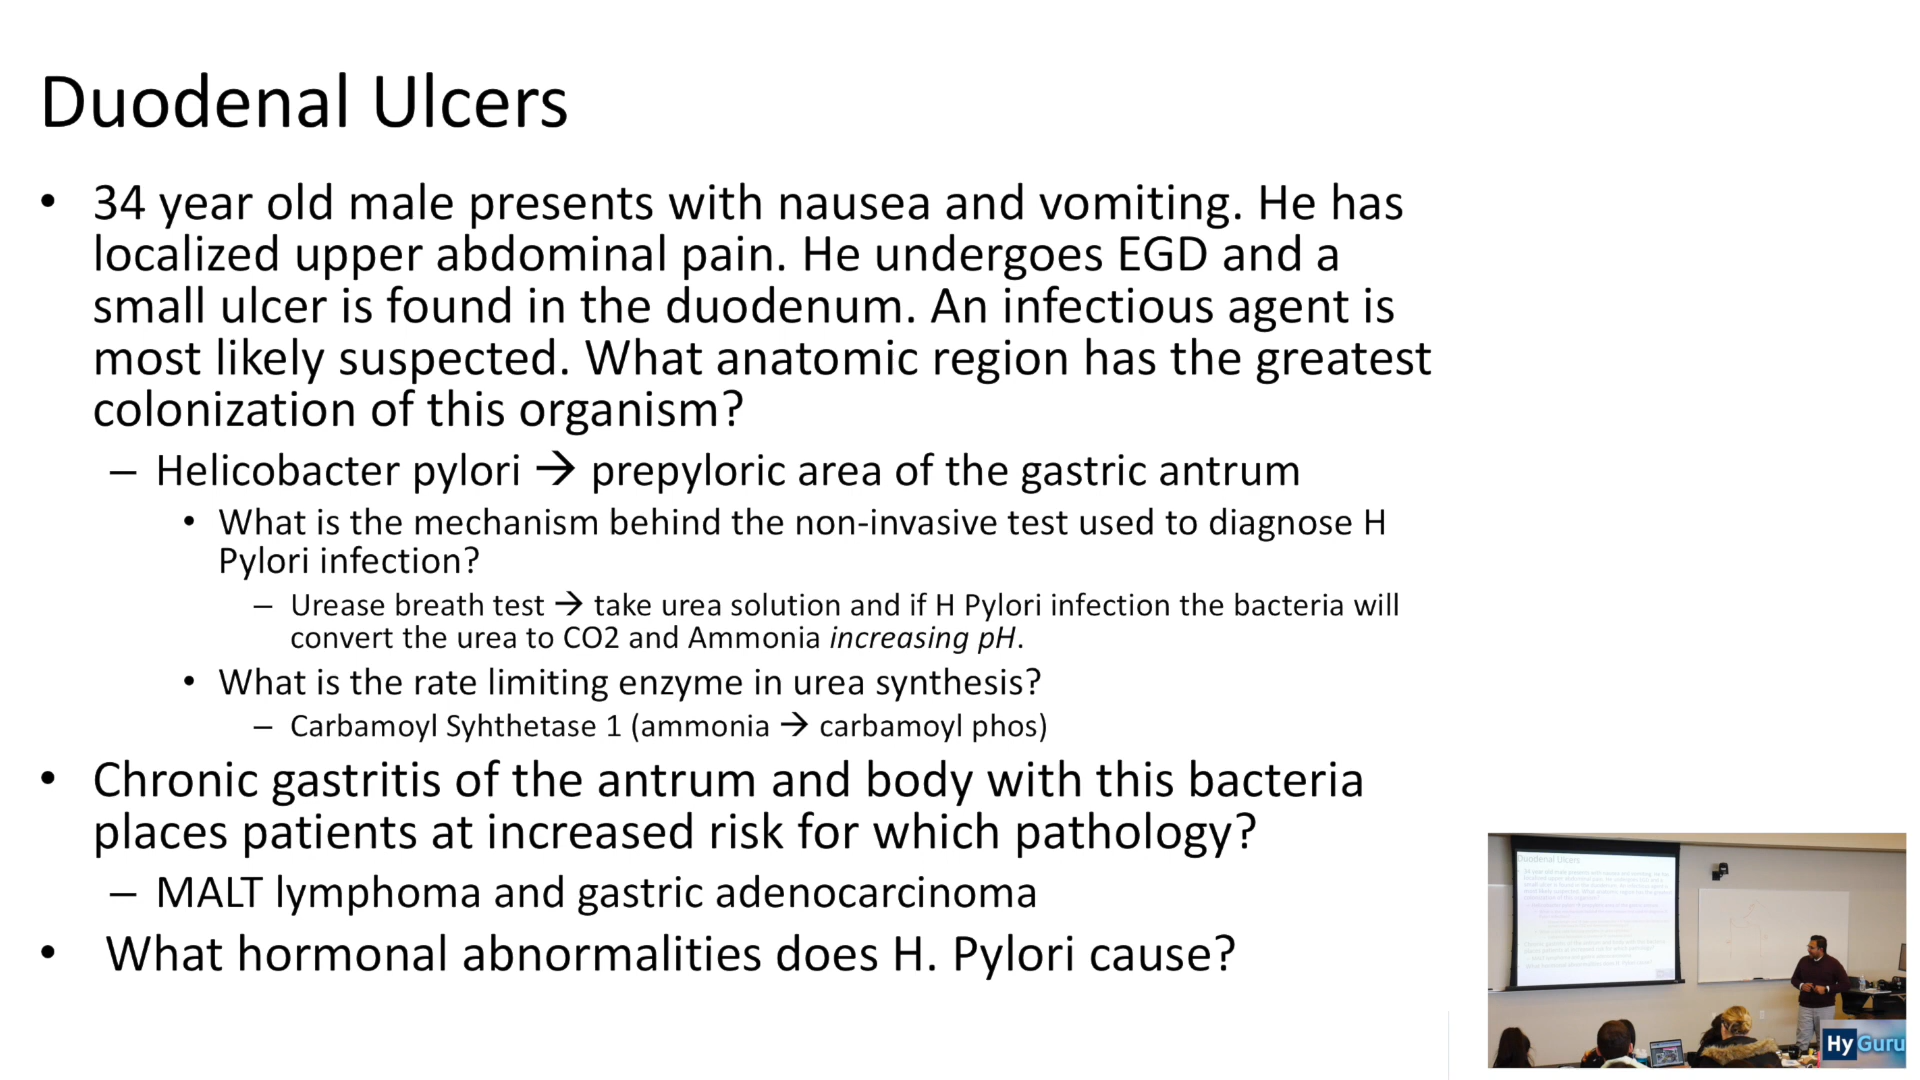 Duodenal Ulcers
• 34 year old male presents with nausea and vomiting. He has
localized upper abdominal pain. He undergoes EGD and a
small ulcer is found in the duodenum. An infectious agent is
most likely suspected. What anatomic region has the greatest
colonization of this organism?
– Helicobacter pylori → prepyloric area of the gastric antrum
• What is the mechanism behind the non-invasive test used to diagnose H
Pylori infection?
– Urease breath test → take urea solution and if H Pylori infection the bacteria will
convert the urea to CO2 and Ammonia increasing pH.
• What is the rate limiting enzyme in urea synthesis?
– Carbamoyl Syhthetase 1 (ammonia → carbamoyl phos)
• Chronic gastritis of the antrum and body with this bacteria
places patients at increased risk for which pathology?
– MALT lymphoma and gastric adenocarcinoma
• What hormonal abnormalities does H. Pylori cause?
Duodenal Ulcers
Hy Guru